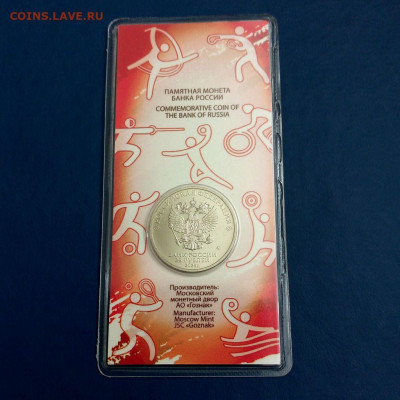 COINS.LAVE.RU
ПАМЯТНАЯ МОНЕТА
БАНКА РОССИИ
COMMEMORATIVE COIN OF
THE BANK OF RUSSIA
БАНК РОССИИ
Производитель:
Московский
монетный двор
АО «Гознак»
Manufacturer:
Moscow Mint
JSC «Goznak»